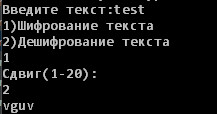 Введите текст:test
1)Шифрование текста
2)Дешифрование текста
1
Сдвиг(1-20):
2
vguv